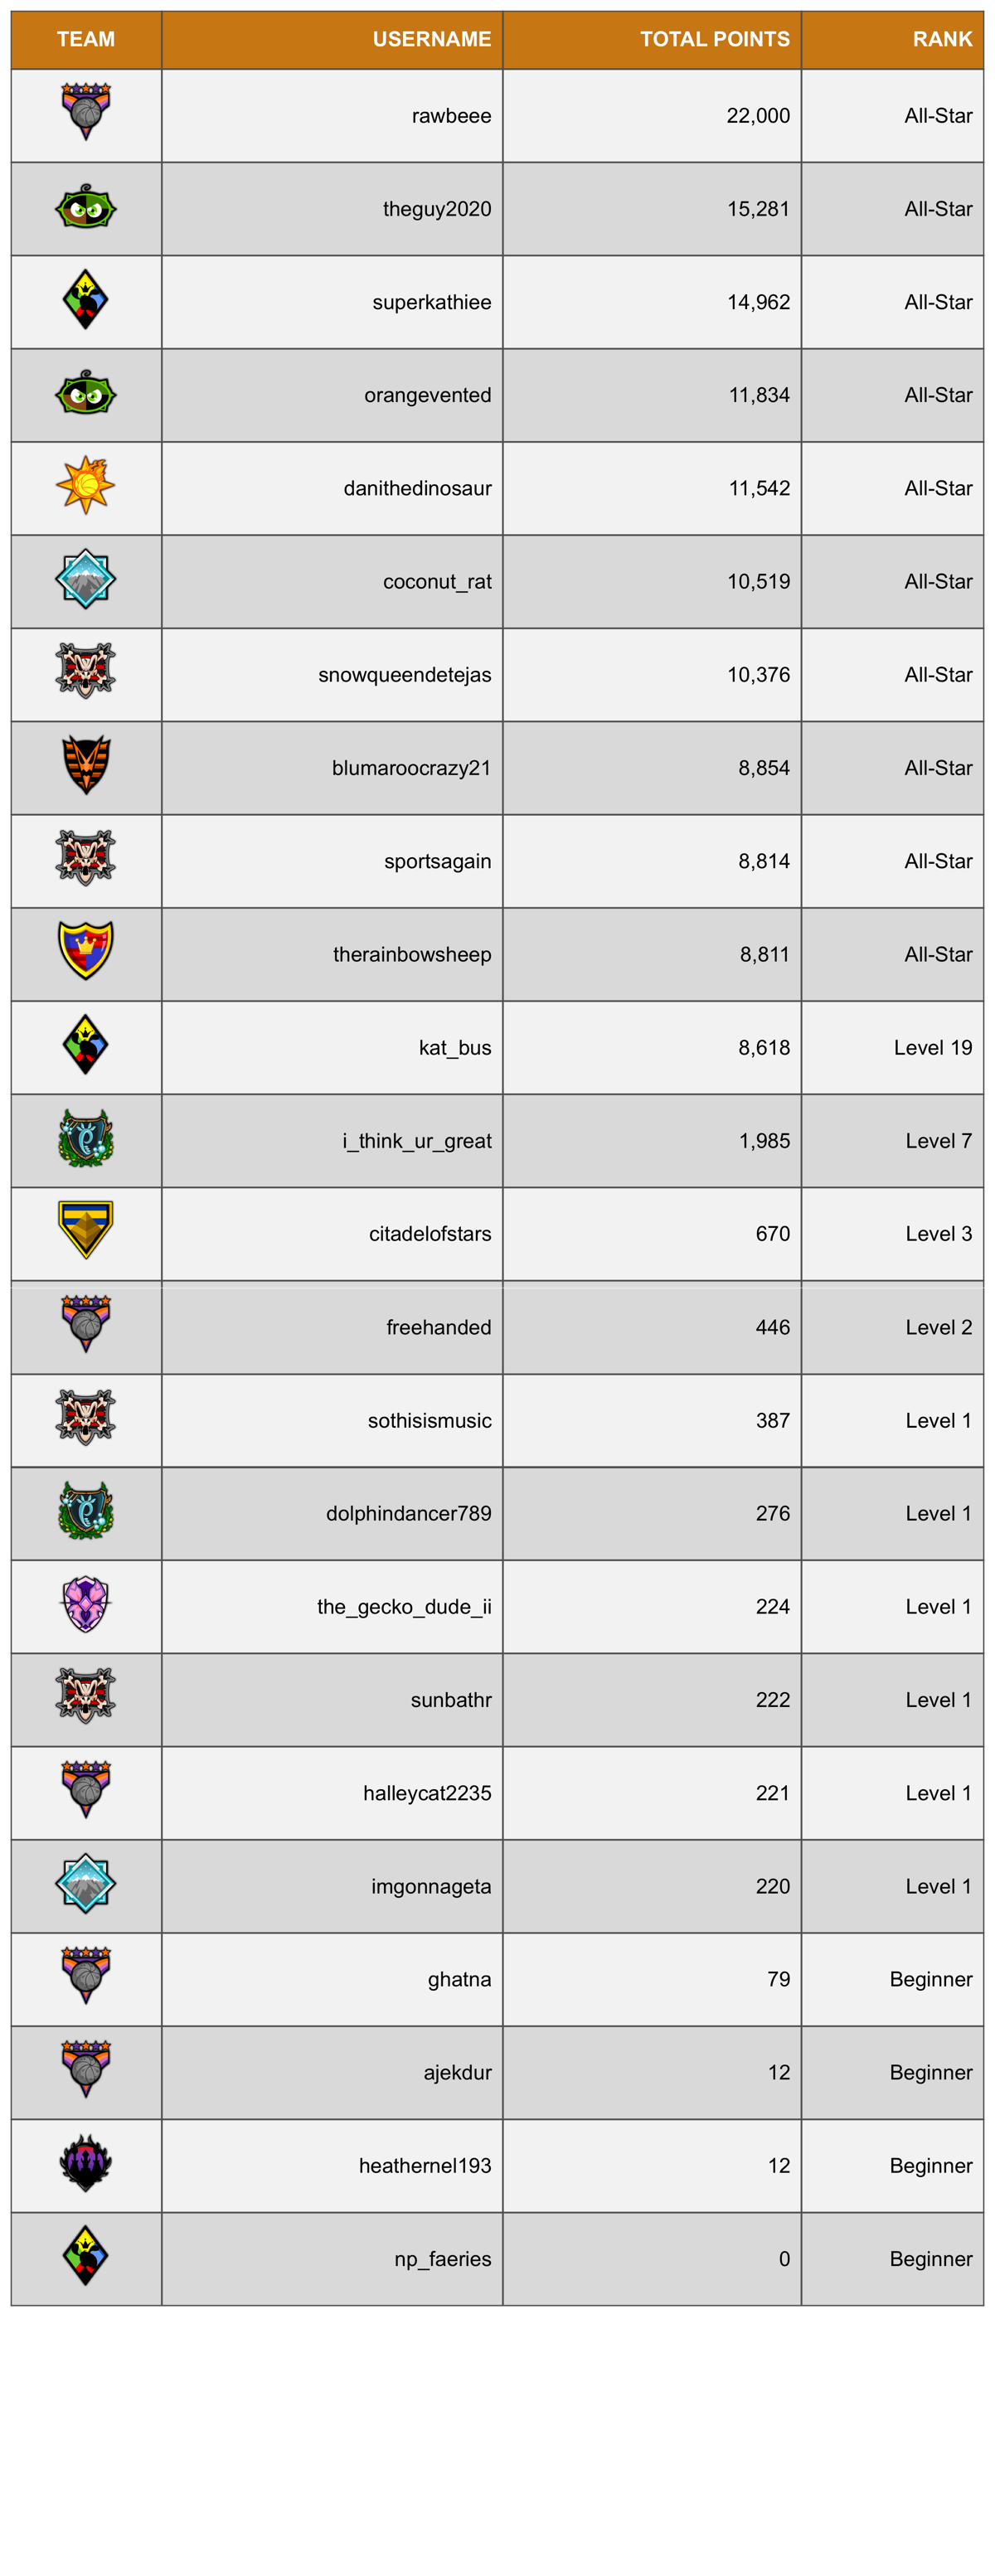 TEAM USERNAME TOTAL POINTS RANK
rawbeee 22,000 All-Star
theguy2020 15,281 All-Star
superkathiee 14,962 All-Star
orangevented 11,834 All-Star
danithedinosaur 11,542 All-Star
coconut_rat 10,519 All-Star
snowqueendetejas 10,376 All-Star
blumaroocrazy21 8,854 All-Star
sportsagain 8,814 All-Star
therainbowsheep 8,811 All-Star
kat_bus 8,618 Level 19
i_think_ur_great 1,985 Level 7
citadelofstars 670 Level 3
freehanded 446 Level 2
sothisismusic 387 Level 1
dolphindancer789 276 Level 1
the_gecko_dude_ii 224 Level 1
sunbathr 222 Level 1
halleycat2235 221 Level 1
imgonnageta 220 Level 1
ghatna 79 Beginner
ajekdur 12 Beginner
heathernel193 12 Beginner
np_faeries 0 Beginner